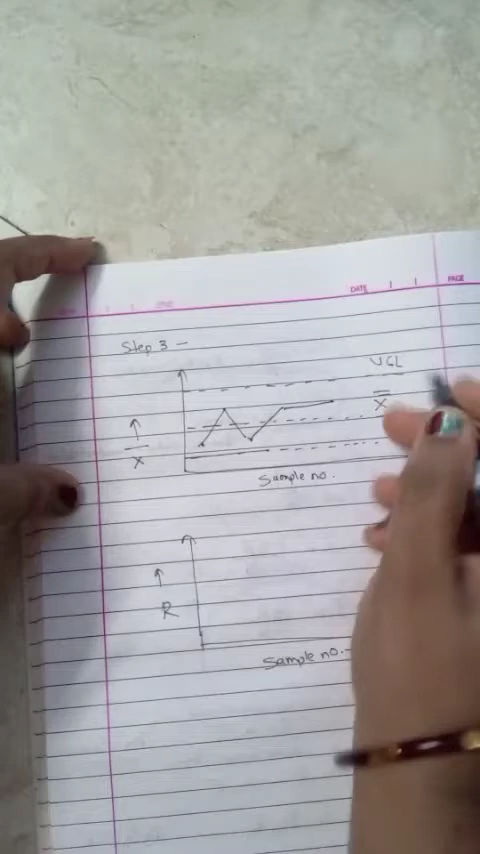 DATE
PAGE
Step 3 -
UCL
X̿
X̅
Sample no.
R
Sample no.-